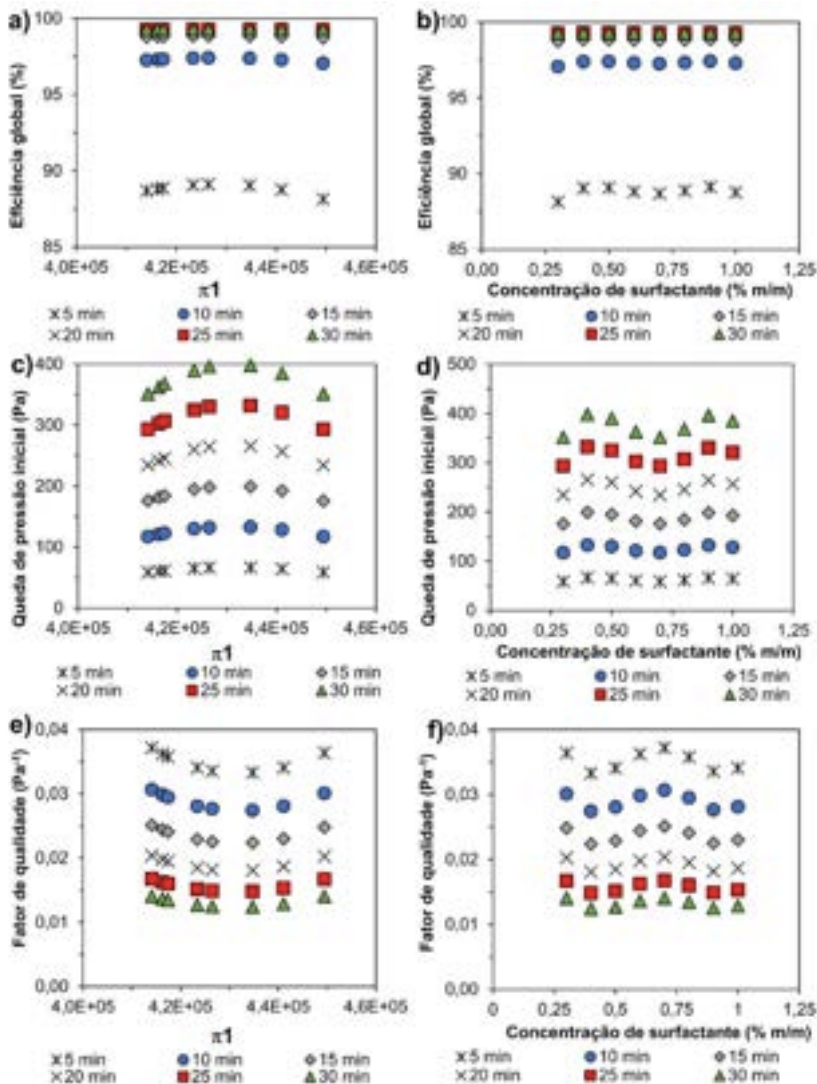 a)
100
95
90
85
Eficiência global (%)
4,0E+05 4,2E+05 4,4E+05 4,6E+05
π1
5 min 10 min 15 min
20 min 25 min 30 min
b)
100
95
90
85
Eficiência global (%)
0,00 0,25 0,50 0,75 1,00 1,25
Concentração de surfactante (% m/m)
5 min 10 min 15 min
20 min 25 min 30 min
c)
400
300
200
100
0
Queda de pressão inicial (Pa)
4,0E+05 4,2E+05 4,4E+05 4,6E+05
π1
5 min 10 min 15 min
20 min 25 min 30 min
d)
500
400
300
200
100
0
Queda de pressão inicial (Pa)
0,00 0,25 0,50 0,75 1,00 1,25
Concentração de surfactante (% m/m)
5 min 10 min 15 min
20 min 25 min 30 min
e)
0,04
0,03
0,02
0,01
0,00
Fator de qualidade (Pa⁻¹)
4,0E+05 4,2E+05 4,4E+05 4,6E+05
π1
5 min 10 min 15 min
20 min 25 min 30 min
f)
0,04
0,03
0,02
0,01
0,00
Fator de qualidade (Pa⁻¹)
0 0,25 0,5 0,75 1 1,25
Concentração de surfactante (% m/m)
5 min 10 min 15 min
20 min 25 min 30 min